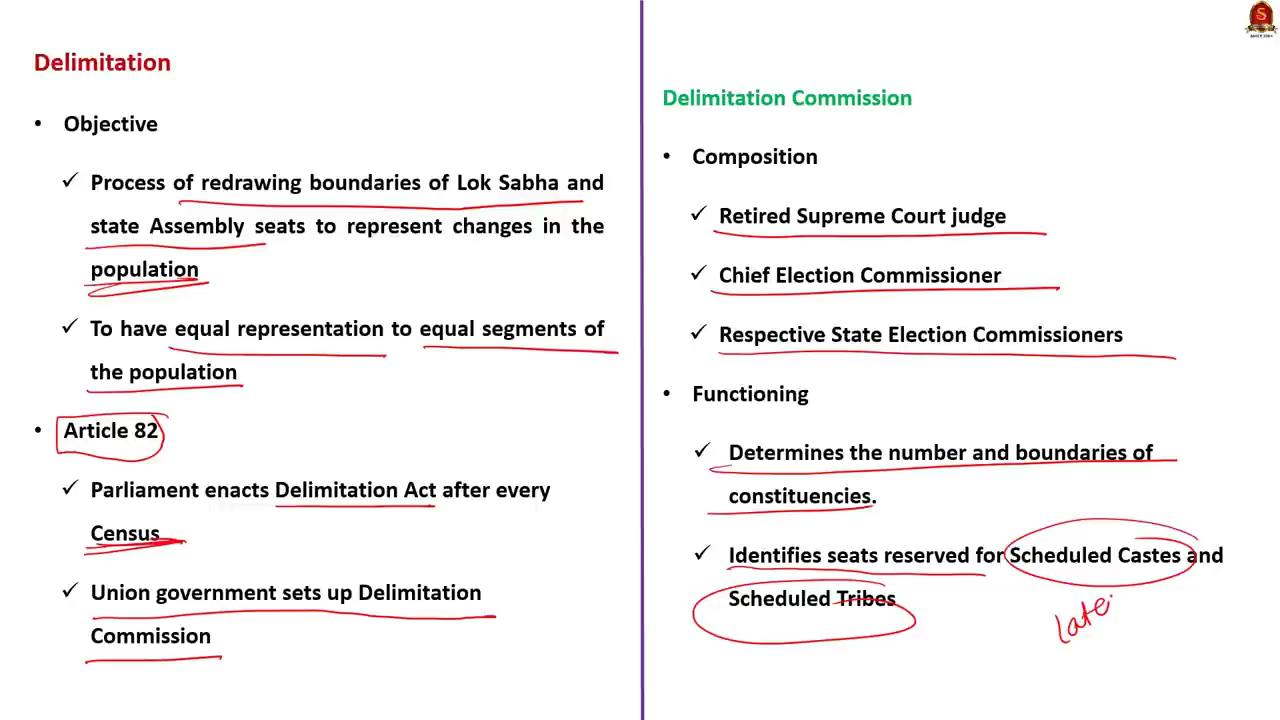 Delimitation
• Objective
✓ Process of redrawing boundaries of Lok Sabha and
state Assembly seats to represent changes in the
population
✓ To have equal representation to equal segments of
the population
• Article 82
✓ Parliament enacts Delimitation Act after every
Census
✓ Union government sets up Delimitation
Commission
Delimitation Commission
• Composition
✓ Retired Supreme Court judge
✓ Chief Election Commissioner
✓ Respective State Election Commissioners
• Functioning
✓ Determines the number and boundaries of
constituencies.
✓ Identifies seats reserved for Scheduled Castes and
Scheduled Tribes
Late
S